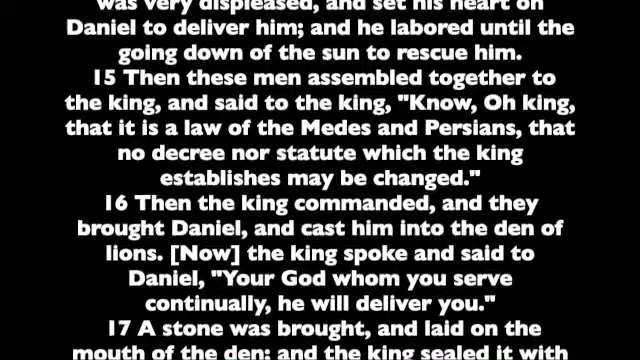 was very displeased, and set his heart on
Daniel to deliver him; and he labored until the
going down of the sun to rescue him.
15 Then these men assembled together to
the king, and said to the king, "Know, Oh king,
that it is a law of the Medes and Persians, that
no decree nor statute which the king
establishes may be changed."
16 Then the king commanded, and they
brought Daniel, and cast him into the den of
lions. [Now] the king spoke and said to
Daniel, "Your God whom you serve
continually, he will deliver you."
17 A stone was brought, and laid on the
mouth of the den; and the king sealed it with